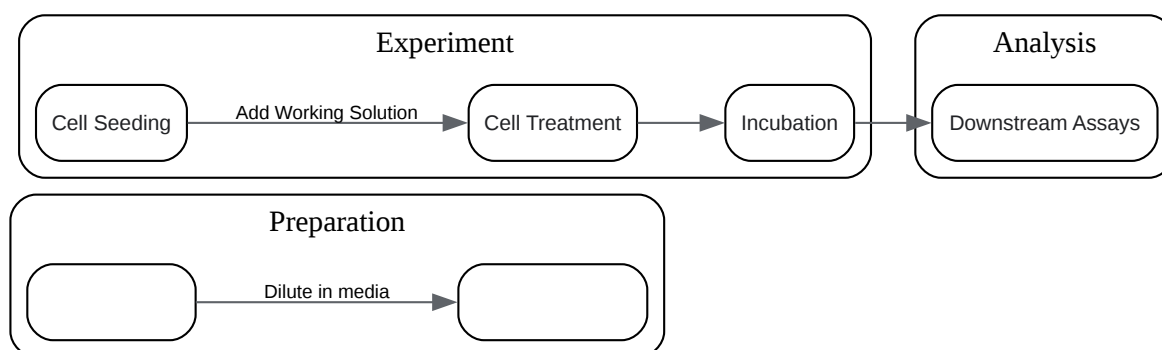 Experiment
Analysis
Cell Seeding
Add Working Solution
Cell Treatment
Incubation
Downstream Assays
Preparation
Dilute in media